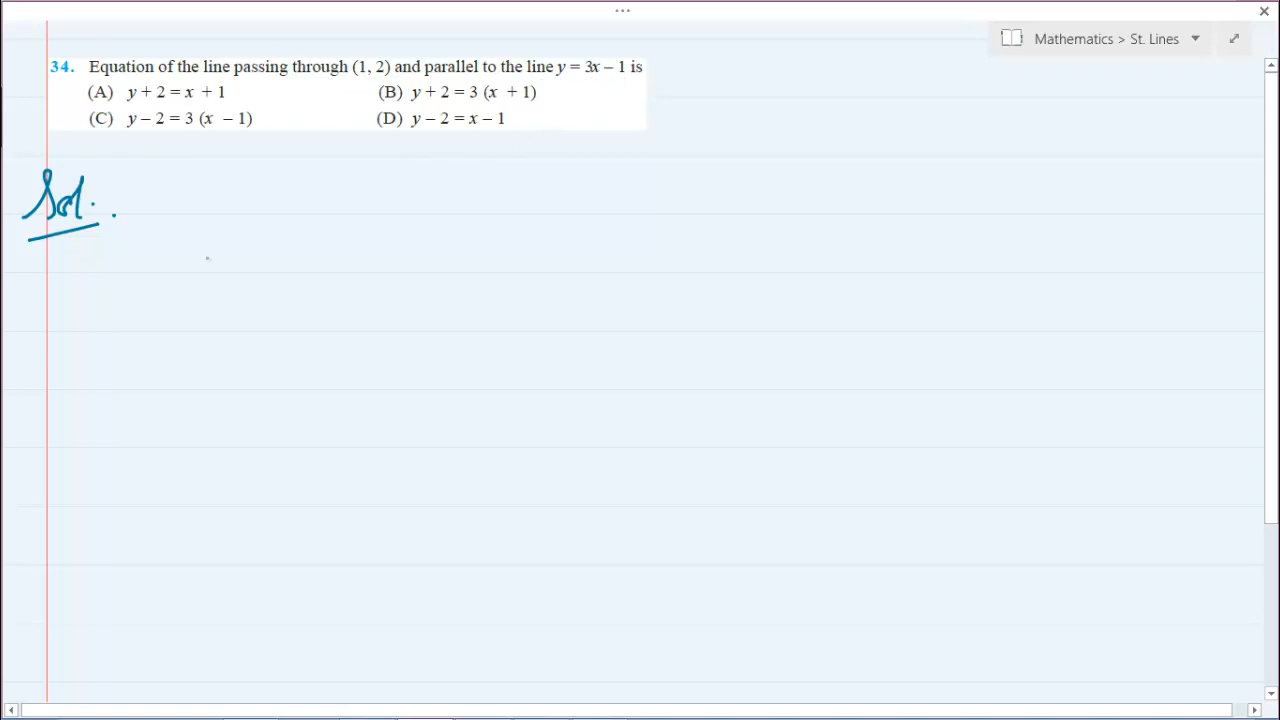 Mathematics > St. Lines
34. Equation of the line passing through (1, 2) and parallel to the line y = 3x – 1 is
(A) y + 2 = x + 1 (B) y + 2 = 3 (x + 1)
(C) y – 2 = 3 (x – 1) (D) y – 2 = x – 1
Sol.